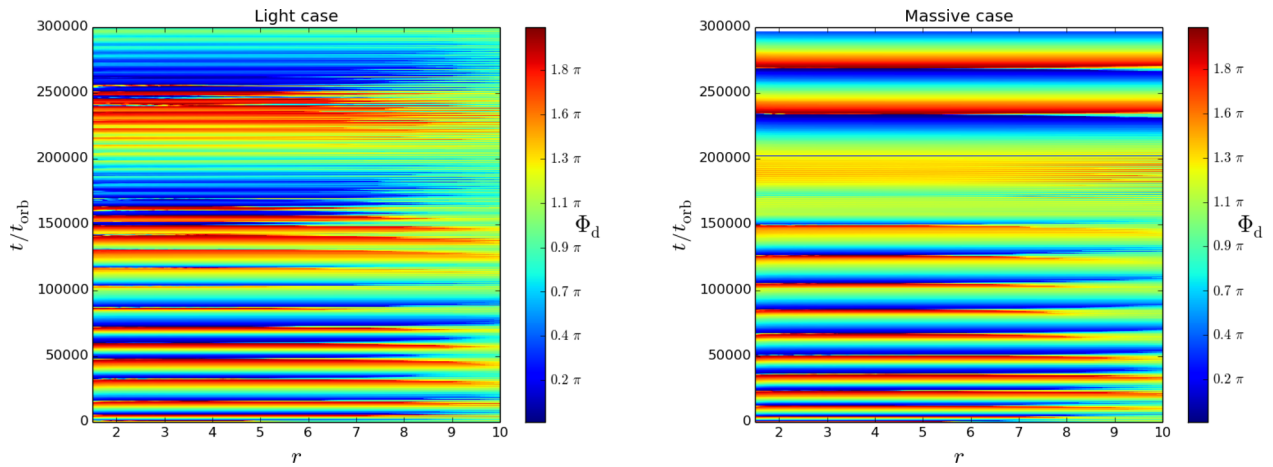 Light case
300000
250000
200000
150000
100000
50000
0
t/t_orb
2 3 4 5 6 7 8 9 10
r
1.8 π
1.6 π
1.3 π
1.1 π
0.9 π
0.7 π
0.4 π
0.2 π
Φ_d
Massive case
300000
250000
200000
150000
100000
50000
0
t/t_orb
2 3 4 5 6 7 8 9 10
r
1.8 π
1.6 π
1.3 π
1.1 π
0.9 π
0.7 π
0.4 π
0.2 π
Φ_d